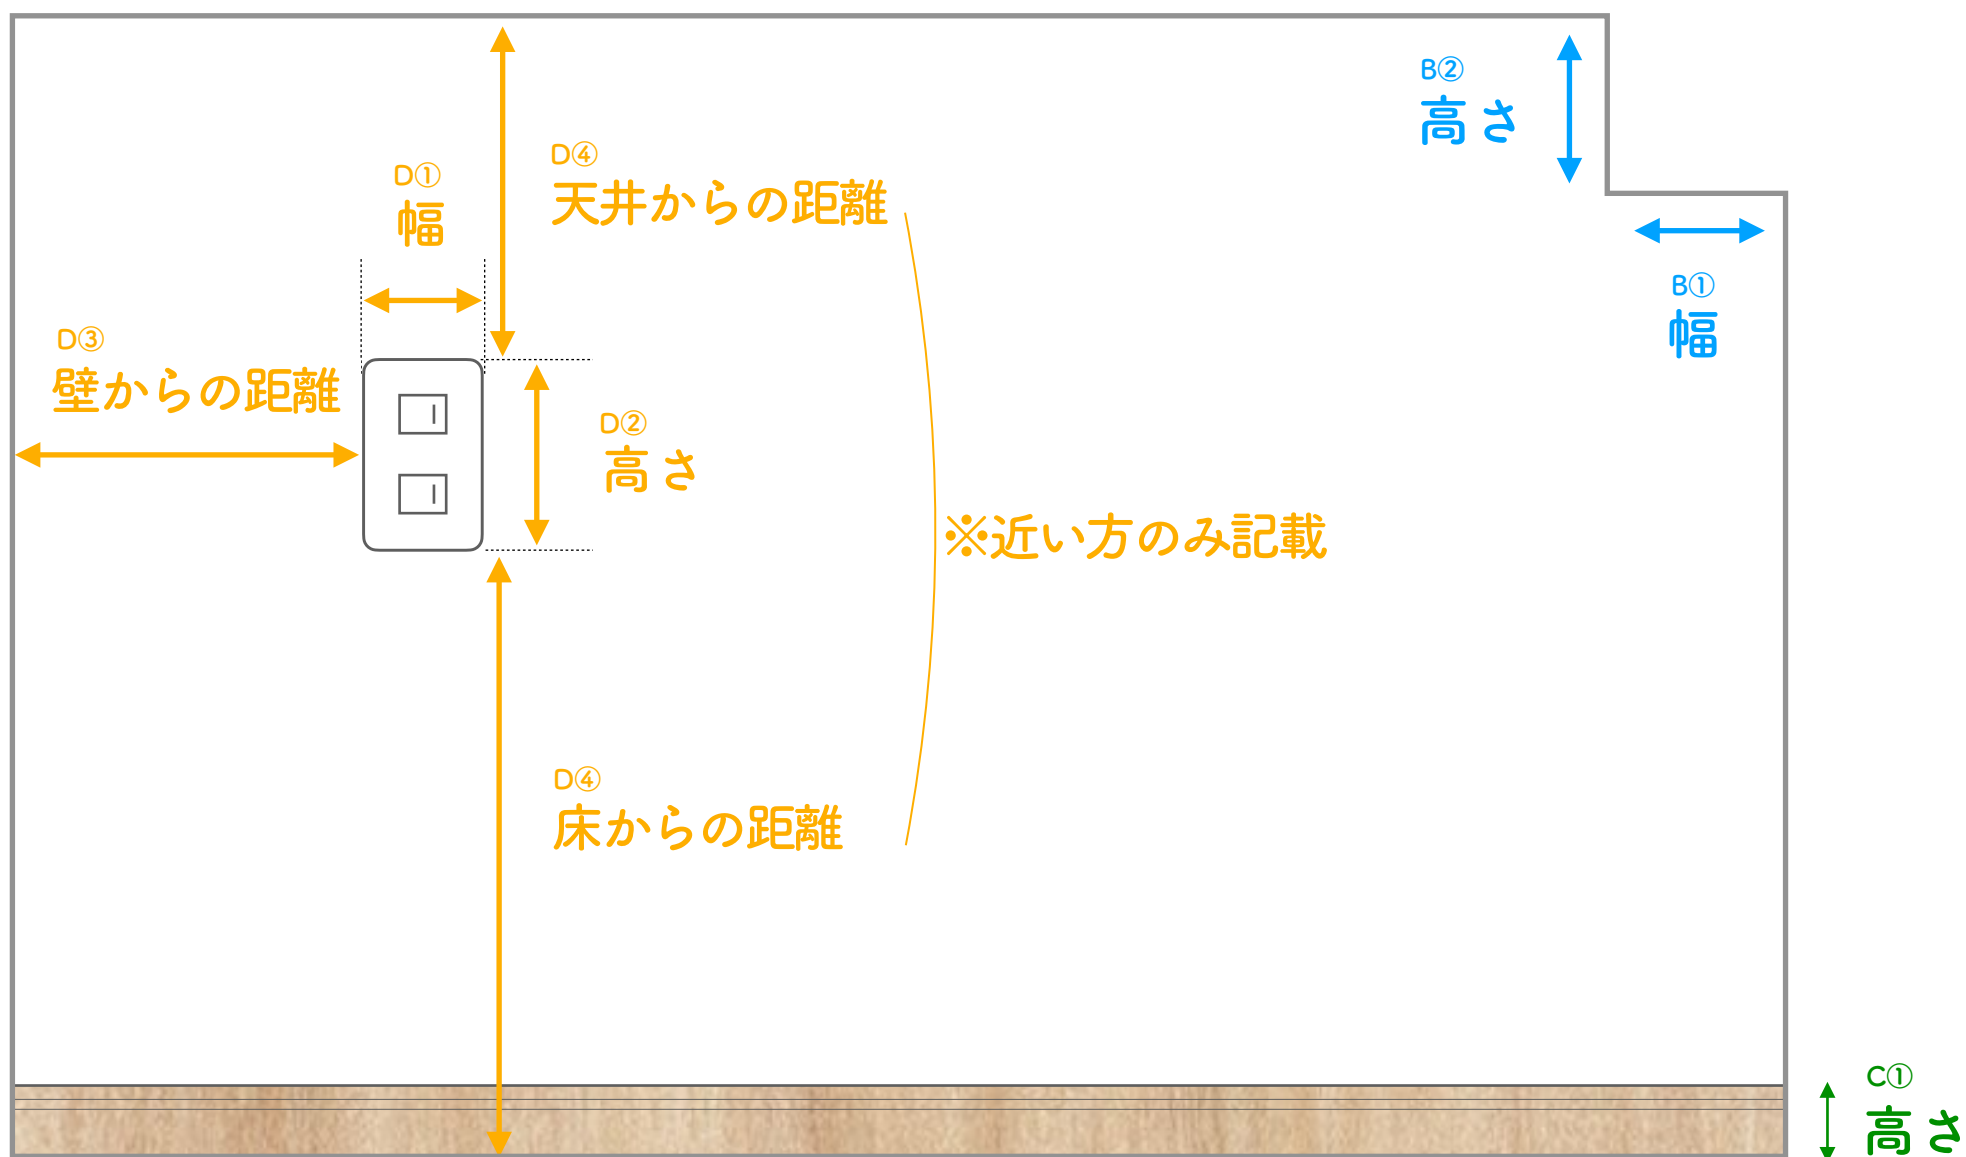 B②
高さ
D④
天井からの距離
D①
幅
B①
幅
D③
壁からの距離
D②
高さ
※近い方のみ記載
D④
床からの距離
C①
高さ